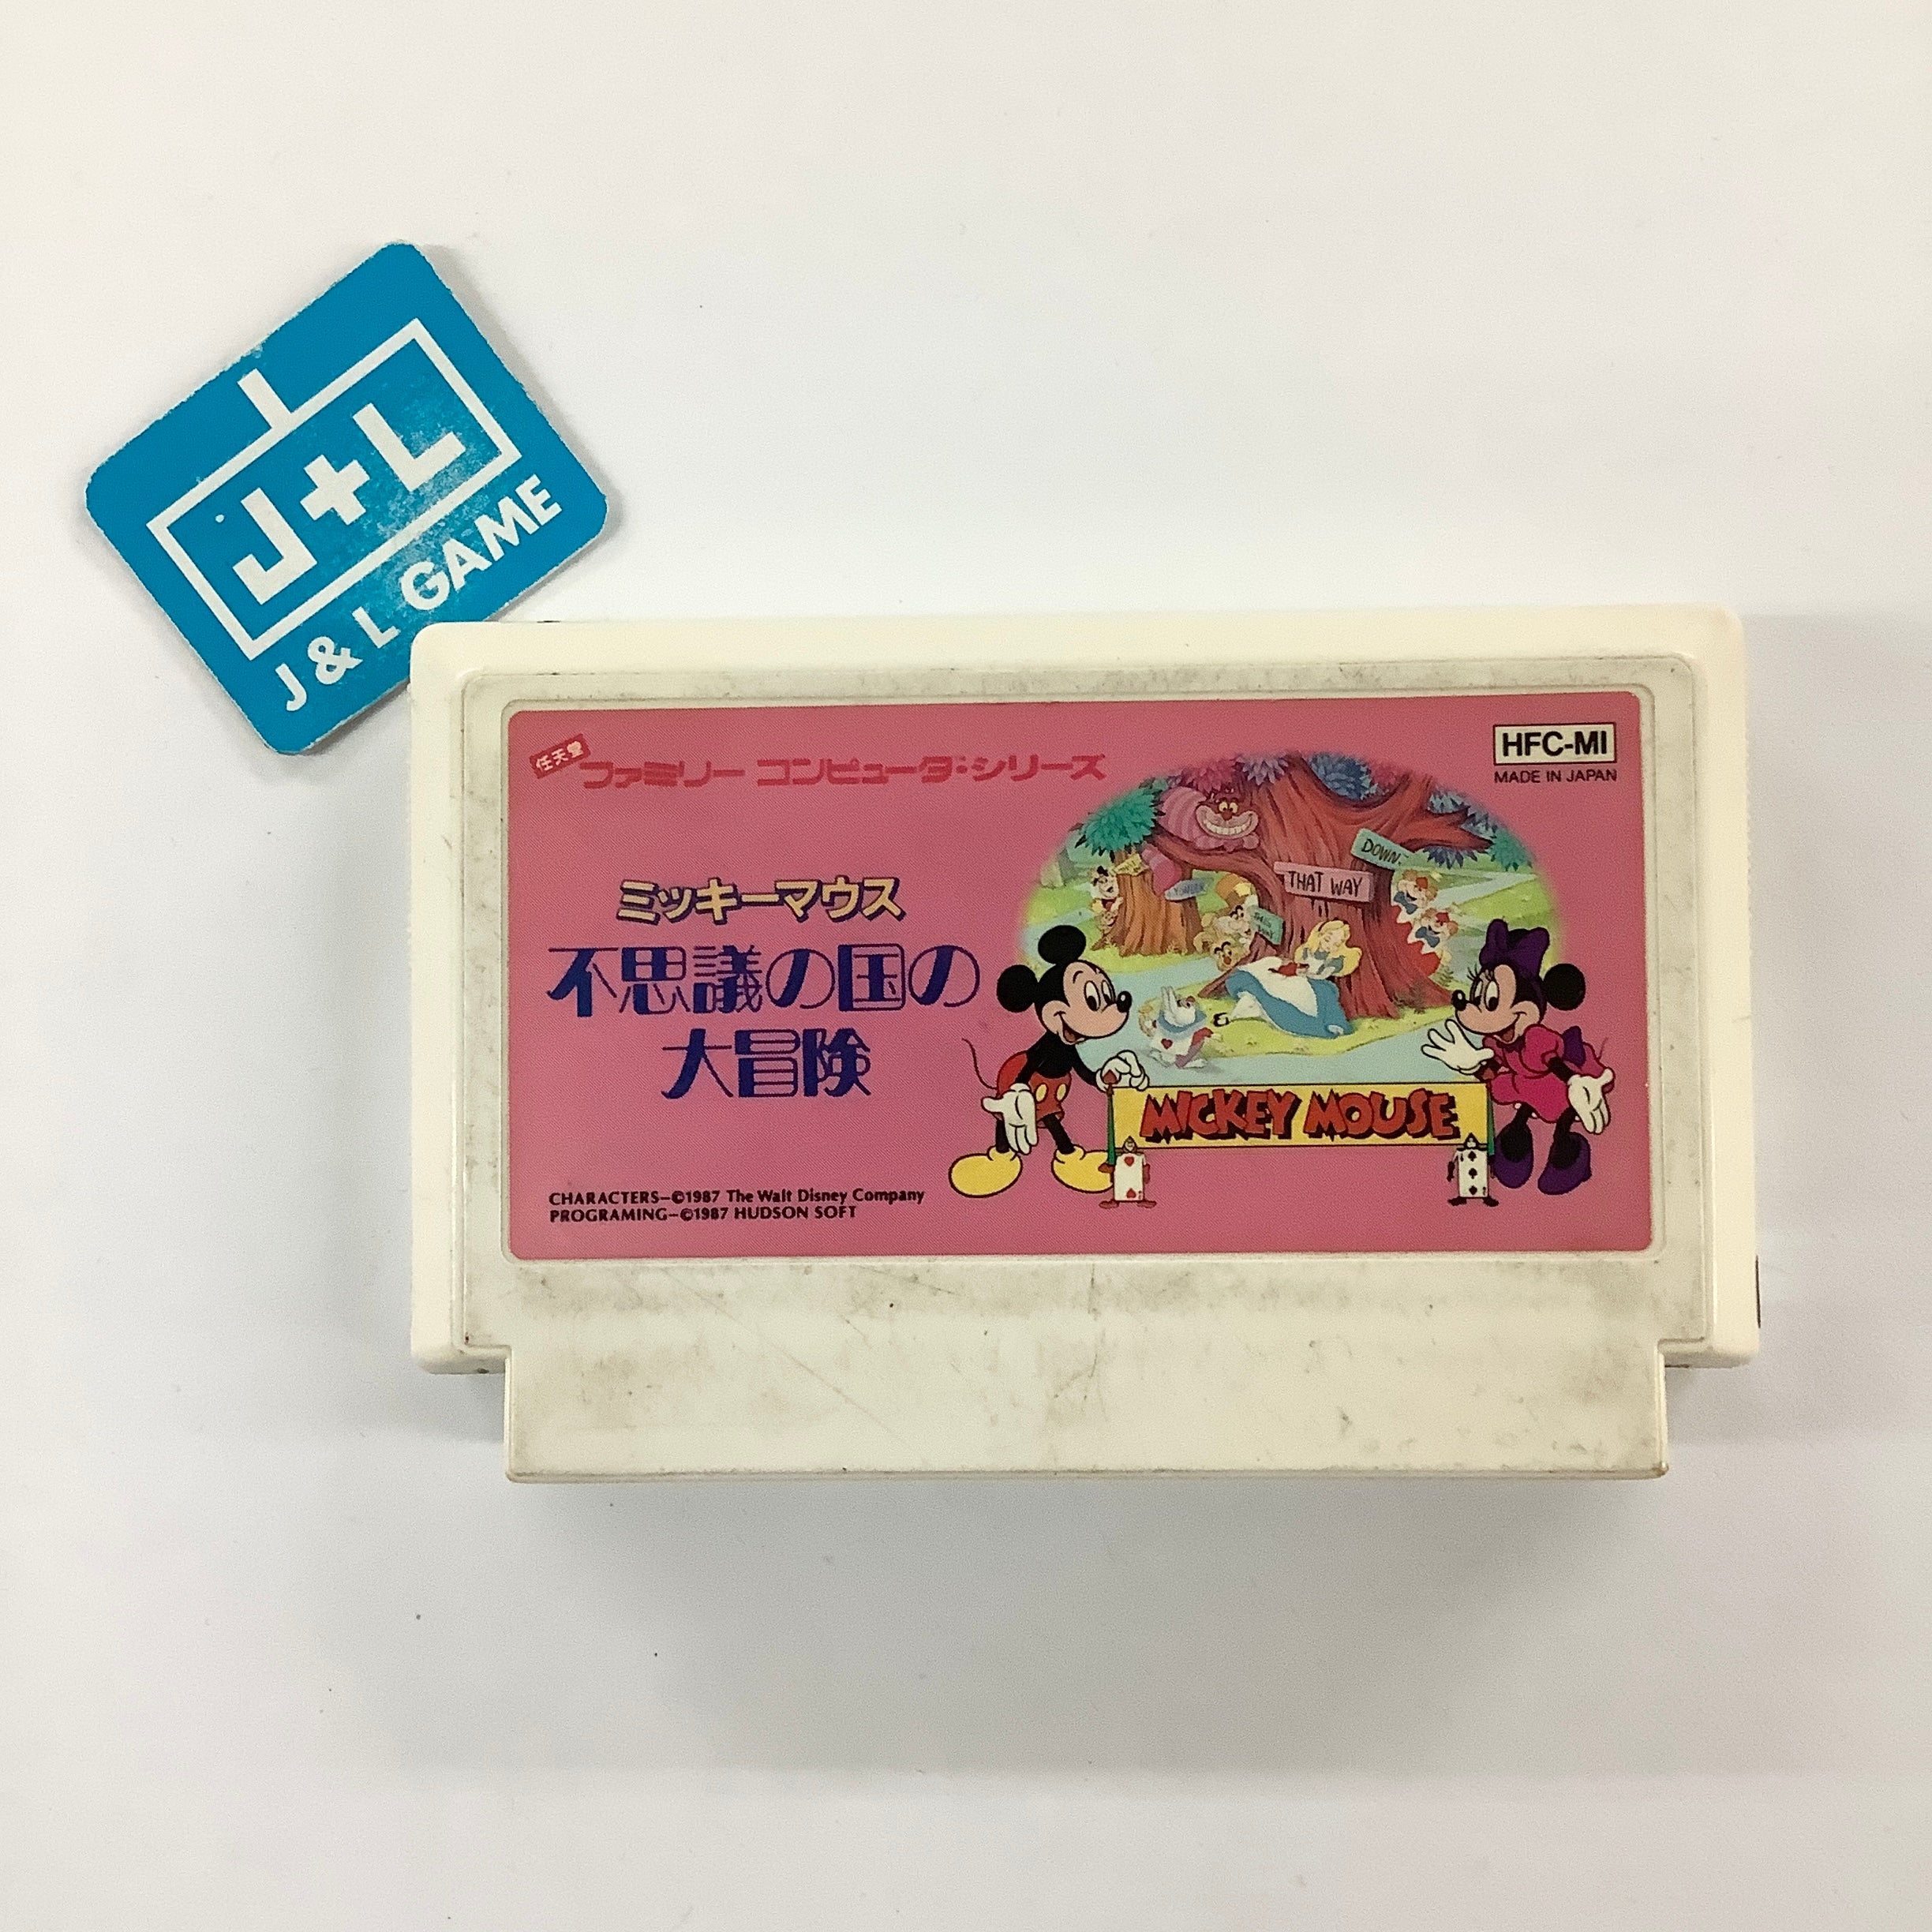 J+L
J & L GAME
任天堂
ファミリー コンピュータ・シリーズ
HFC-MI
MADE IN JAPAN
ミッキーマウス
不思議の国の
大冒険
DOWN
THAT WAY
MICKEY MOUSE
CHARACTERS–©1987 The Walt Disney Company
PROGRAMING–©1987 HUDSON SOFT